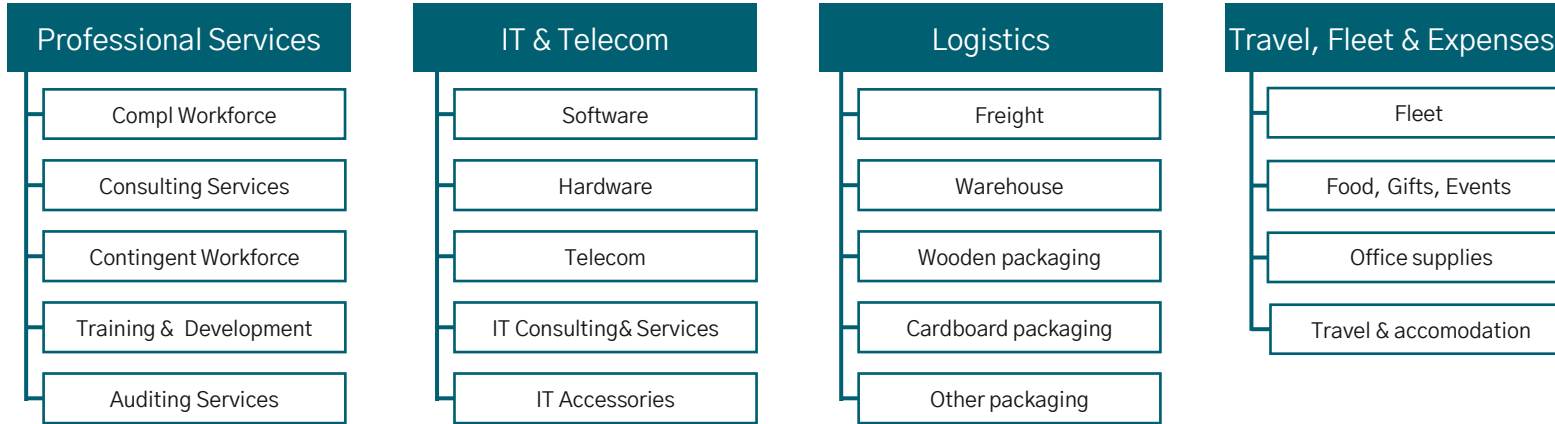 Professional Services
Compl Workforce
Consulting Services
Contingent Workforce
Training &  Development
Auditing Services
IT & Telecom
Software
Hardware
Telecom
IT Consulting& Services
IT Accessories
Logistics
Freight
Warehouse
Wooden packaging
Cardboard packaging
Other packaging
Travel, Fleet & Expenses
Fleet
Food, Gifts, Events
Office supplies
Travel & accomodation